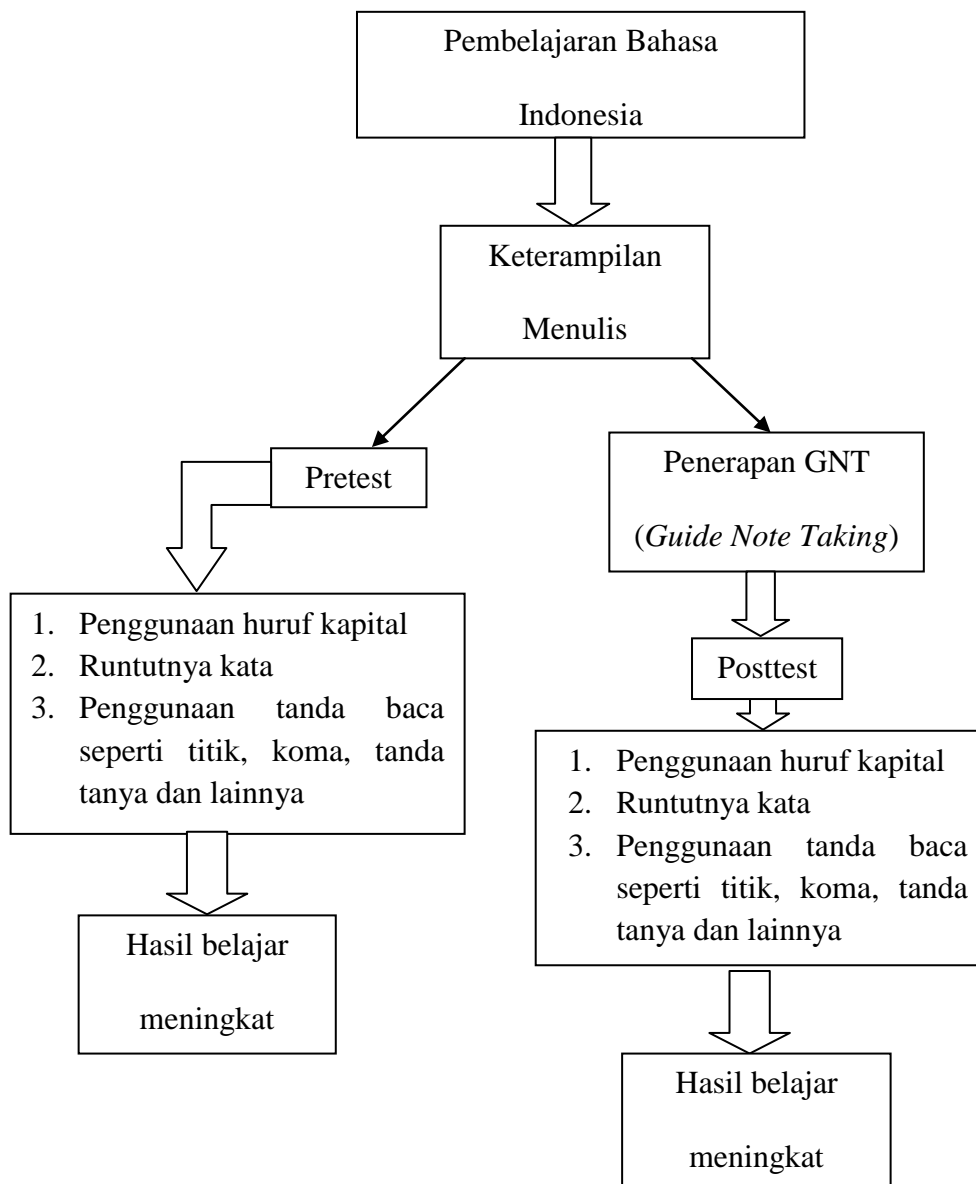 Pembelajaran Bahasa
Indonesia
Keterampilan
Menulis
Pretest
1. Penggunaan huruf kapital
2. Runtutnya kata
3. Penggunaan tanda baca
seperti titik, koma, tanda
tanya dan lainnya
Hasil belajar
meningkat
Penerapan GNT
(Guide Note Taking)
Posttest
1. Penggunaan huruf kapital
2. Runtutnya kata
3. Penggunaan tanda baca
seperti titik, koma, tanda
tanya dan lainnya
Hasil belajar
meningkat